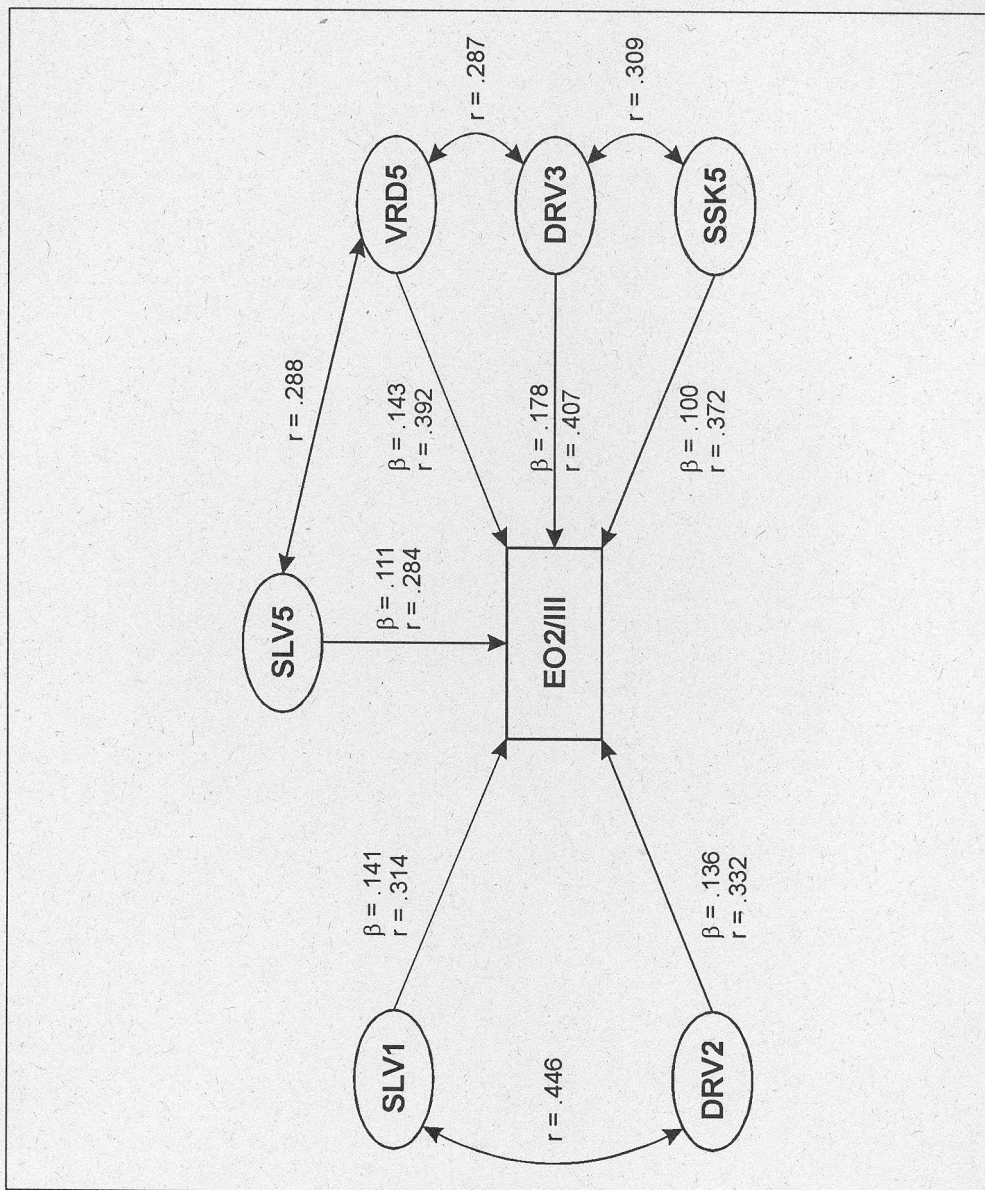 SLV5
r = .288
SLV1
β = .141
r = .314
β = .111
r = .284
β = .143
r = .392
VRD5
r = .287
r = .446
EO2/III
β = .178
r = .407
DRV3
r = .309
DRV2
β = .136
r = .332
β = .100
r = .372
SSK5